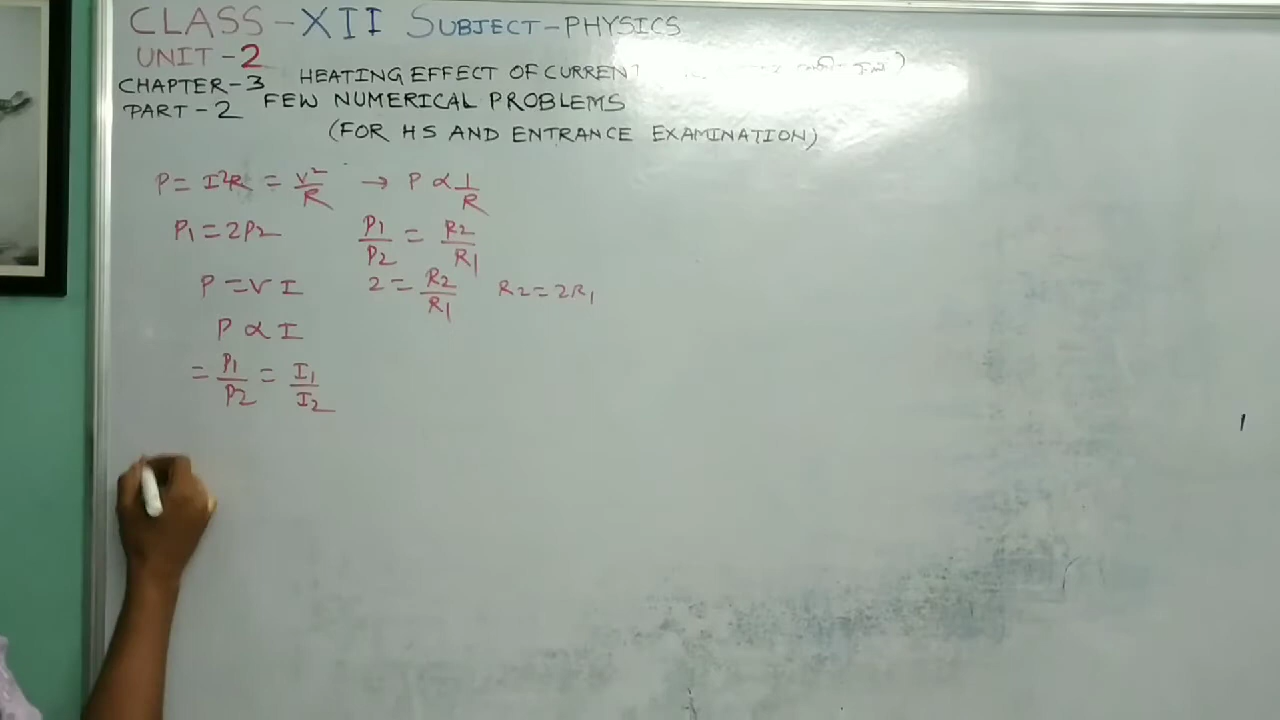 CLASS-XII SUBJECT-PHYSICS
UNIT-2
CHAPTER-3 HEATING EFFECT OF CURRENT
PART-2 FEW NUMERICAL PROBLEMS
(FOR HS AND ENTRANCE EXAMINATION)
P = I²R = V²/R → P ∝ 1/R
P1 = 2P2 P1/P2 = R2/R1
P = VI 2 = R2/R1 R2 = 2R1
P ∝ I
= P1/P2 = I1/I2